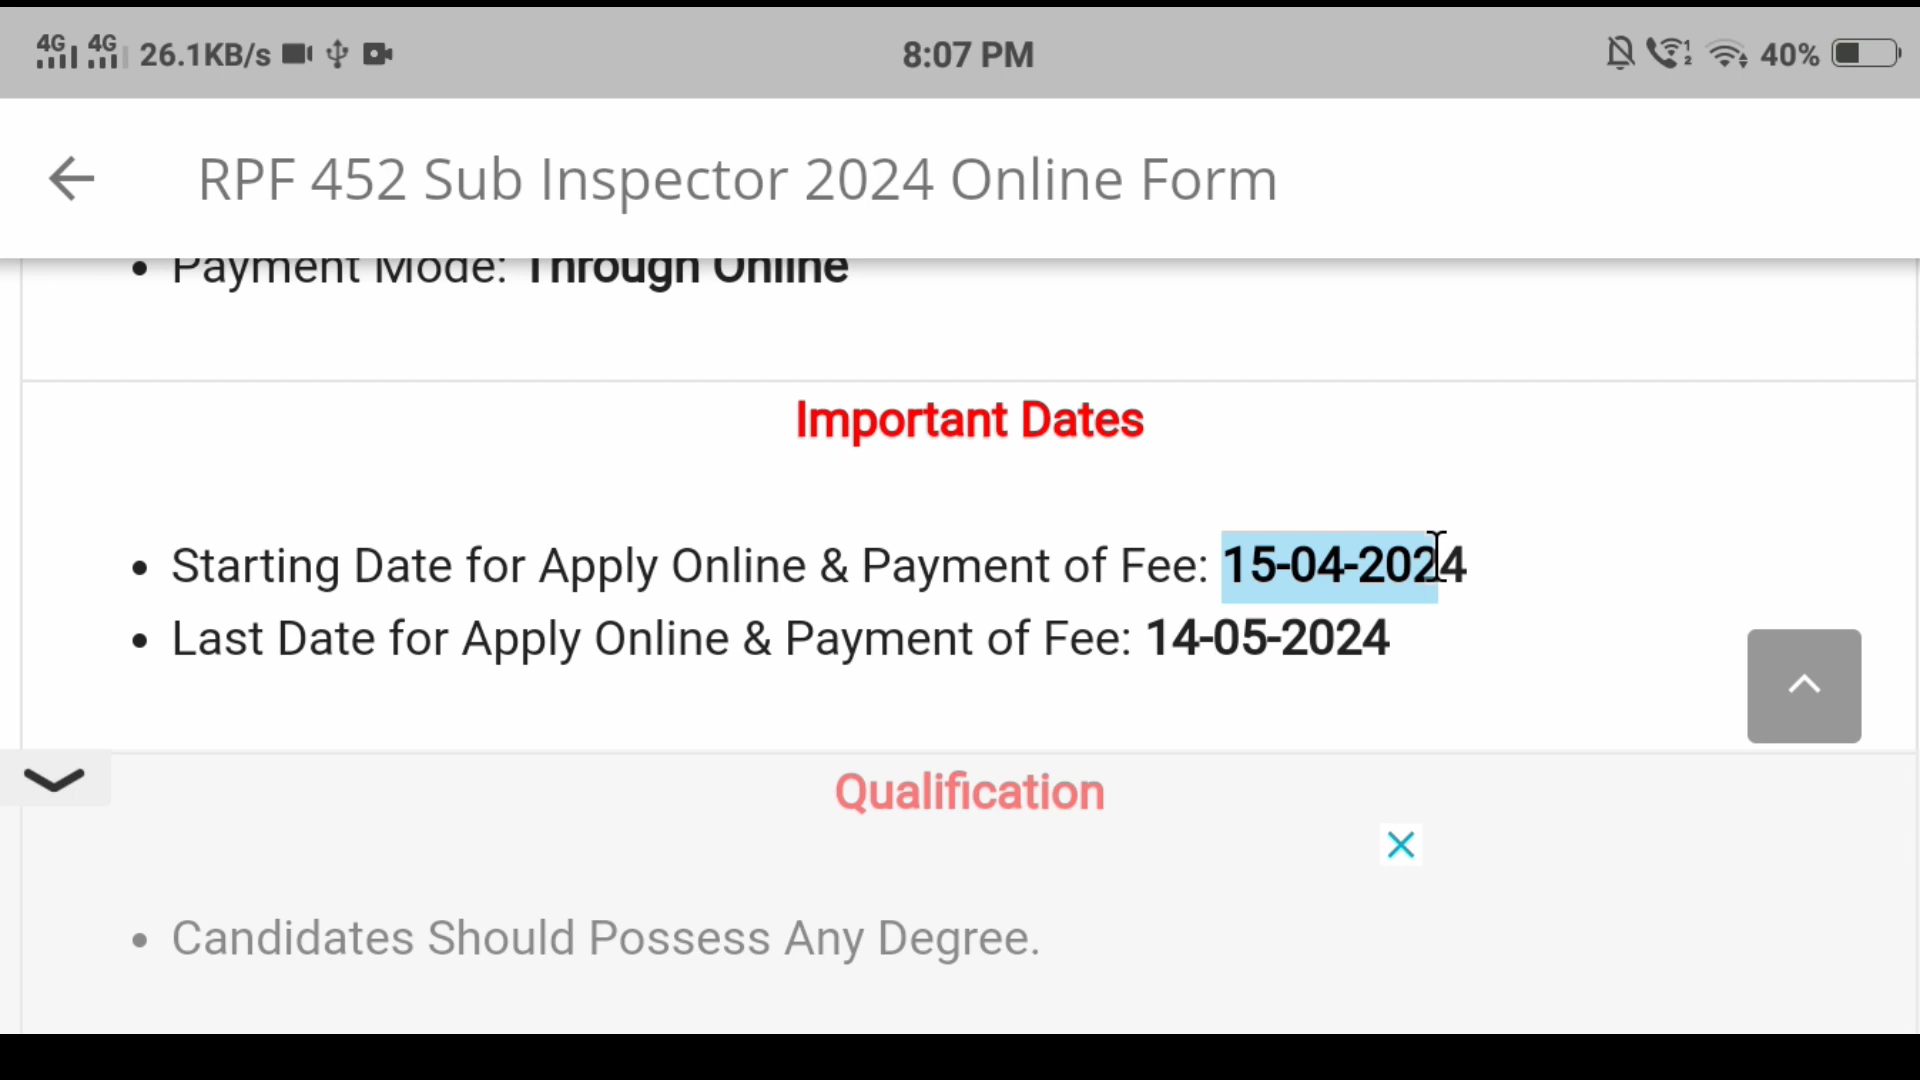 4G 4G 26.1KB/s 8:07 PM 1 2 40%
RPF 452 Sub Inspector 2024 Online Form
• Payment Mode: Through Online
Important Dates
• Starting Date for Apply Online & Payment of Fee: 15-04-2024
• Last Date for Apply Online & Payment of Fee: 14-05-2024
Qualification
• Candidates Should Possess Any Degree.